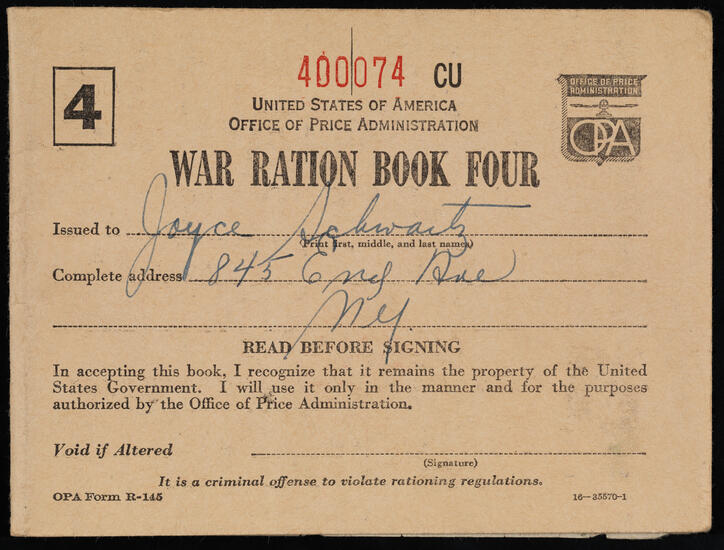 400074 CU
4
OFFICE OF PRICE
ADMINISTRATION
OPA
UNITED STATES OF AMERICA
OFFICE OF PRICE ADMINISTRATION
WAR RATION BOOK FOUR
Issued to Joyce Schwartz
(Print first, middle, and last names)
Complete address 845 End Ave
NY.
READ BEFORE SIGNING
In accepting this book, I recognize that it remains the property of the United
States Government. I will use it only in the manner and for the purposes
authorized by the Office of Price Administration.
Void if Altered
(Signature)
It is a criminal offense to violate rationing regulations.
OPA Form R-145 16—35570-1